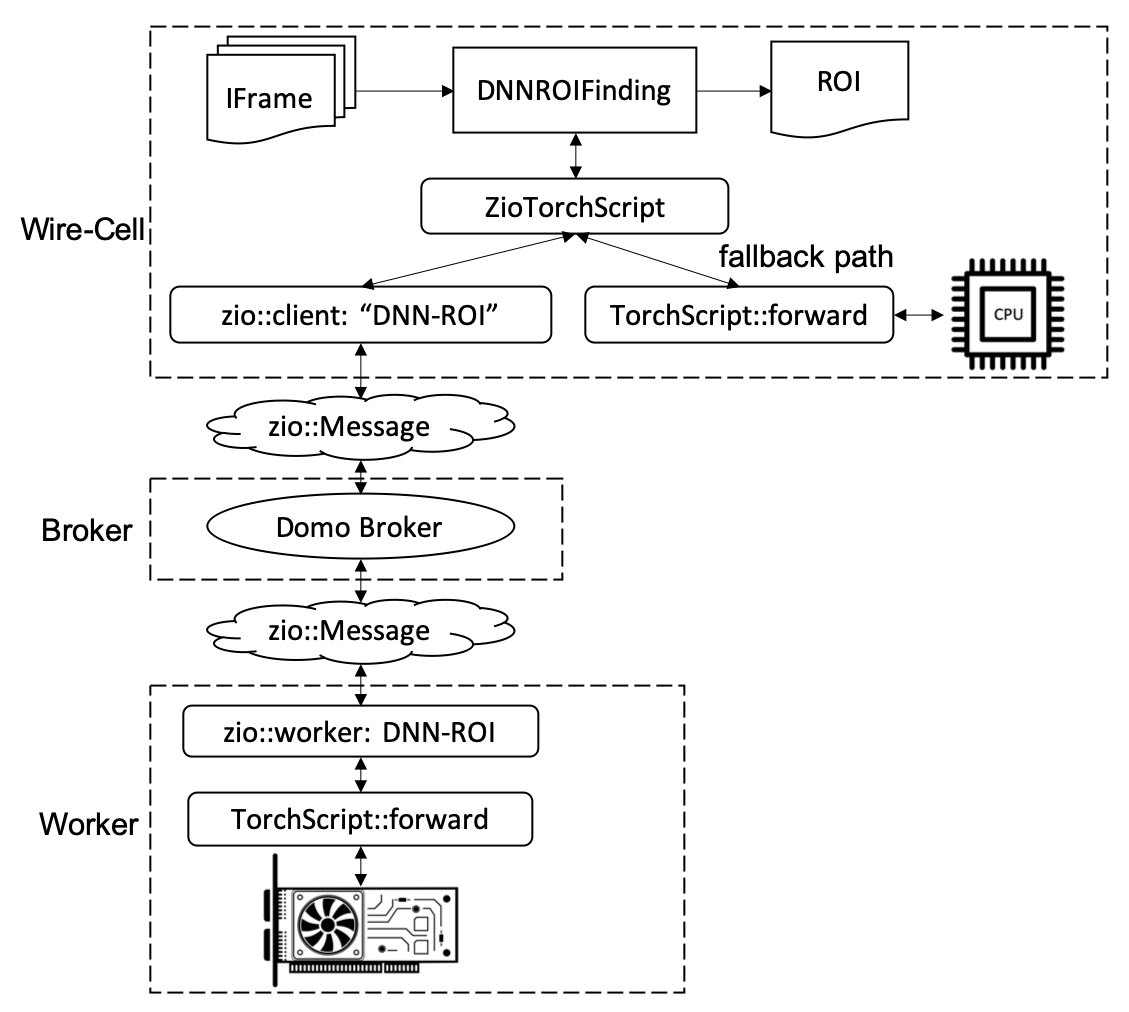 IFrame
DNNROIFinding
ROI
ZioTorchScript
Wire-Cell
fallback path
zio::client: “DNN-ROI”
TorchScript::forward
CPU
zio::Message
Broker
Domo Broker
zio::Message
zio::worker: DNN-ROI
Worker
TorchScript::forward